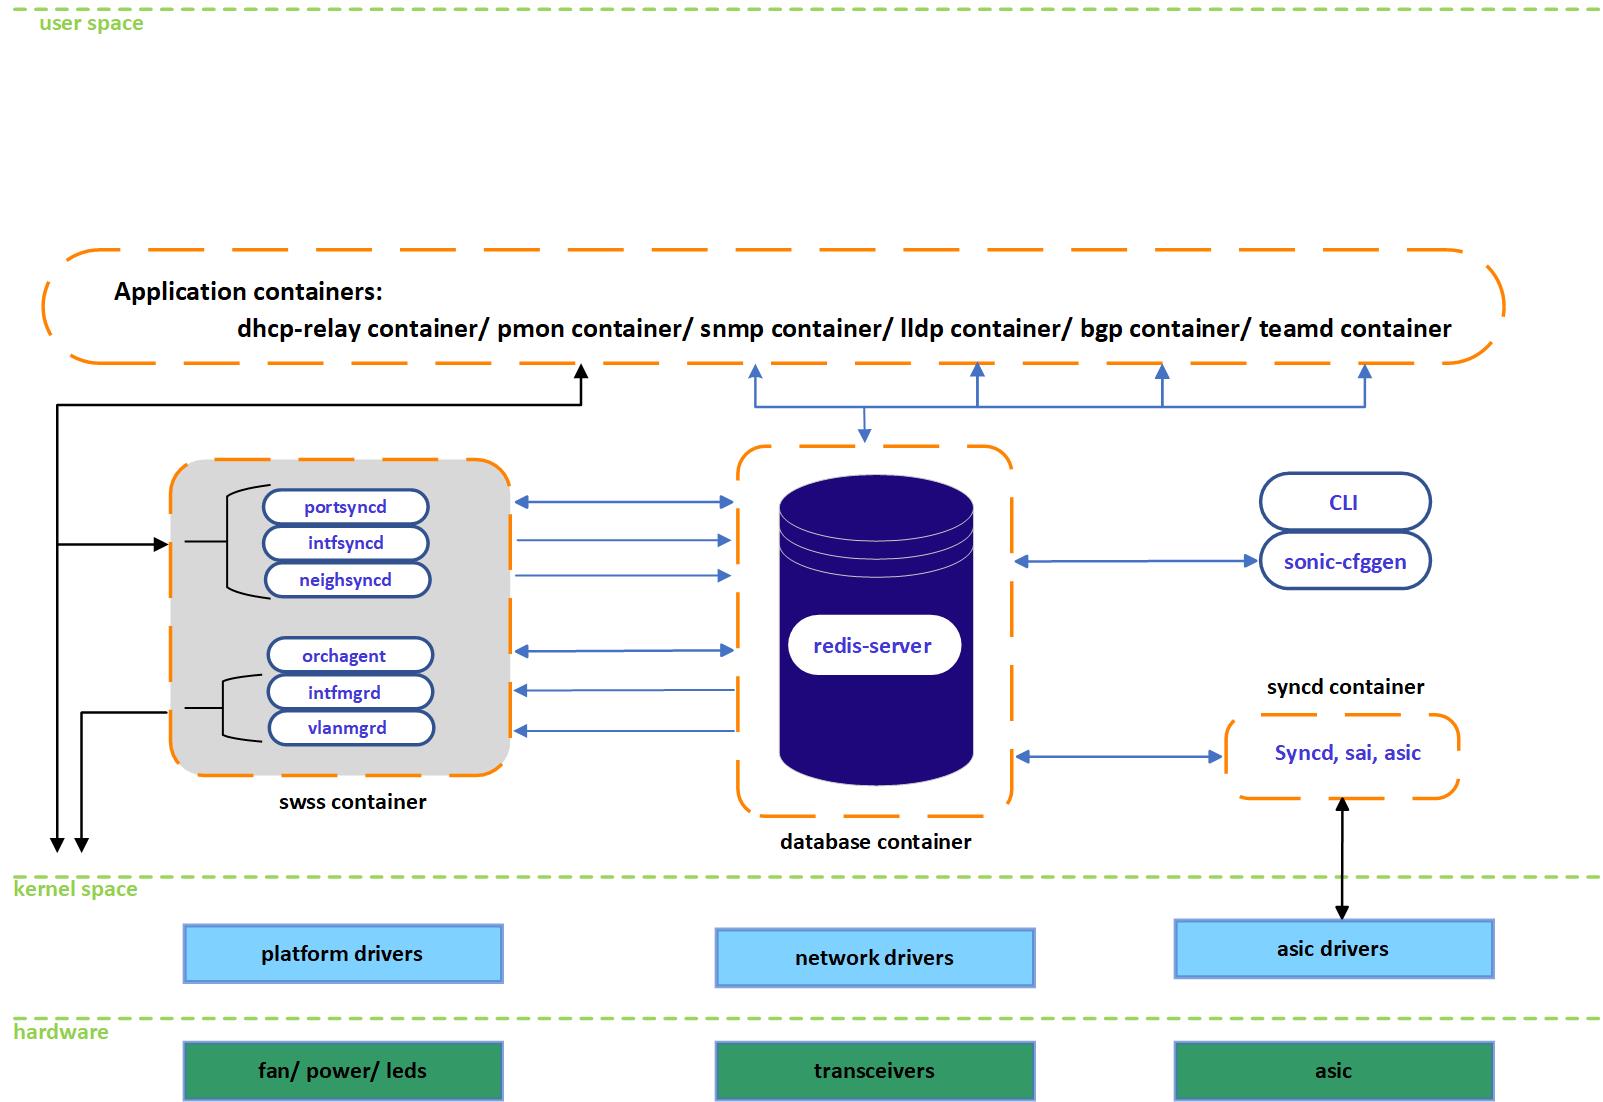 user space
Application containers:
dhcp-relay container/ pmon container/ snmp container/ lldp container/ bgp container/ teamd container
portsyncd
intfsyncd
neighsyncd
orchagent
intfmgrd
vlanmgrd
swss container
redis-server
database container
CLI
sonic-cfggen
syncd container
Syncd, sai, asic
kernel space
platform drivers
network drivers
asic drivers
hardware
fan/ power/ leds
transceivers
asic